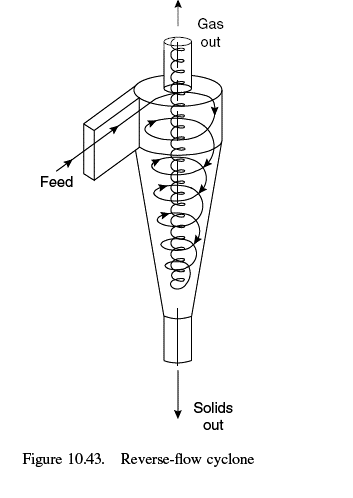 Gas
out
Feed
Solids
out
Figure 10.43. Reverse-flow cyclone